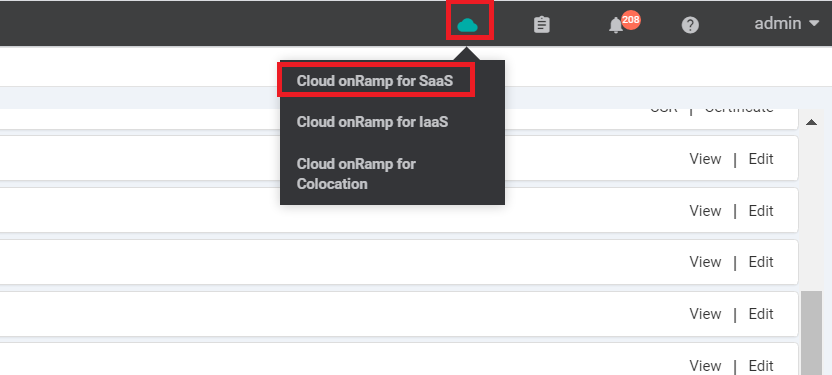 208
admin
Cloud onRamp for SaaS
Cloud onRamp for IaaS
Cloud onRamp for
Colocation
CSR | Certificate
View | Edit
View | Edit
View | Edit
View | Edit
View | Edit